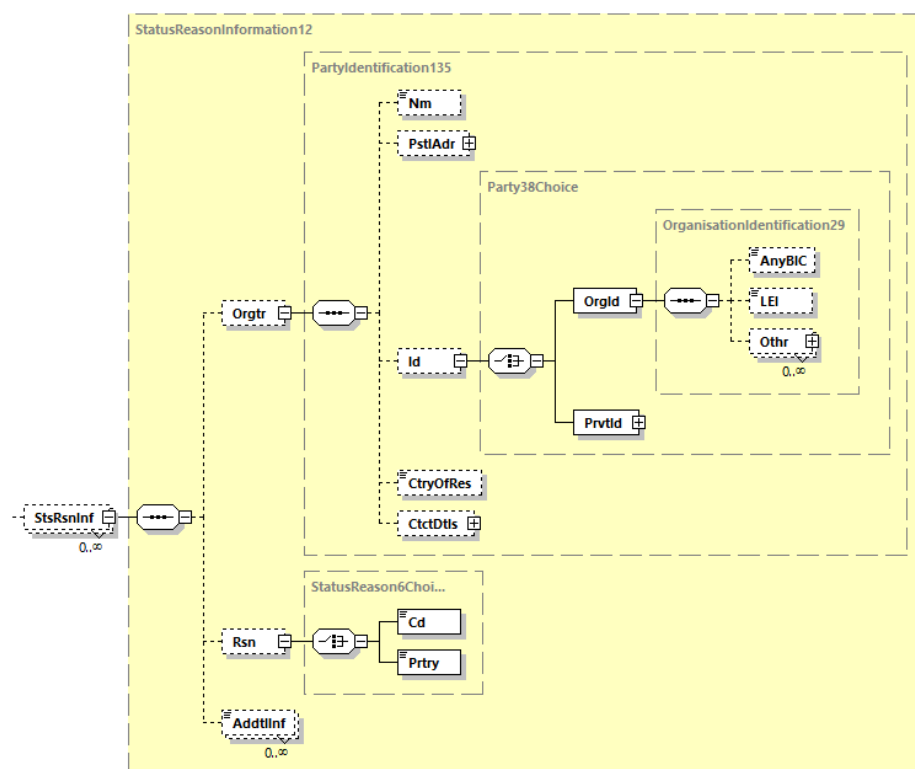 StatusReasonInformation12
PartyIdentification135
Nm
PstlAdr
Party38Choice
OrganisationIdentification29
AnyBIC
OrgId
LEI
Orgtr
Othr
0..∞
Id
PrvtId
CtryOfRes
StsRsnInf
CtctDtls
0..∞
StatusReason6Choi...
Cd
Rsn
Prtry
AddtlInf
0..∞